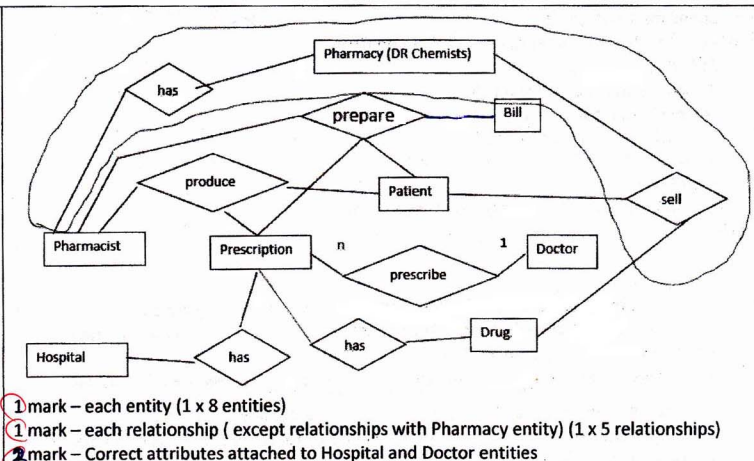 Pharmacy (DR Chemists)
has
prepare
Bill
produce
Patient
sell
Pharmacist
Prescription
n
1
Doctor
prescribe
Hospital
has
has
Drug.
1 mark – each entity (1 x 8 entities)
1 mark – each relationship ( except relationships with Pharmacy entity) (1 x 5 relationships)
2 mark – Correct attributes attached to Hospital and Doctor entities